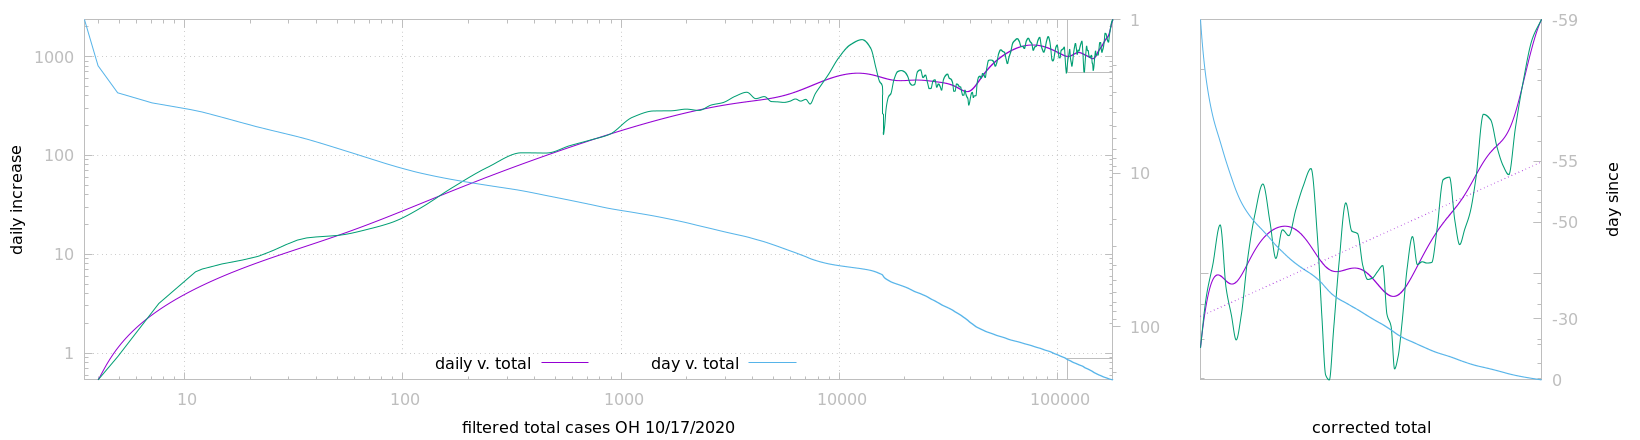 daily increase
1000
100
10
1
10
100
1000
10000
100000
filtered total cases OH 10/17/2020
daily v. total
day v. total
1
10
100
-59
-55
-50
-30
0
day since
corrected total